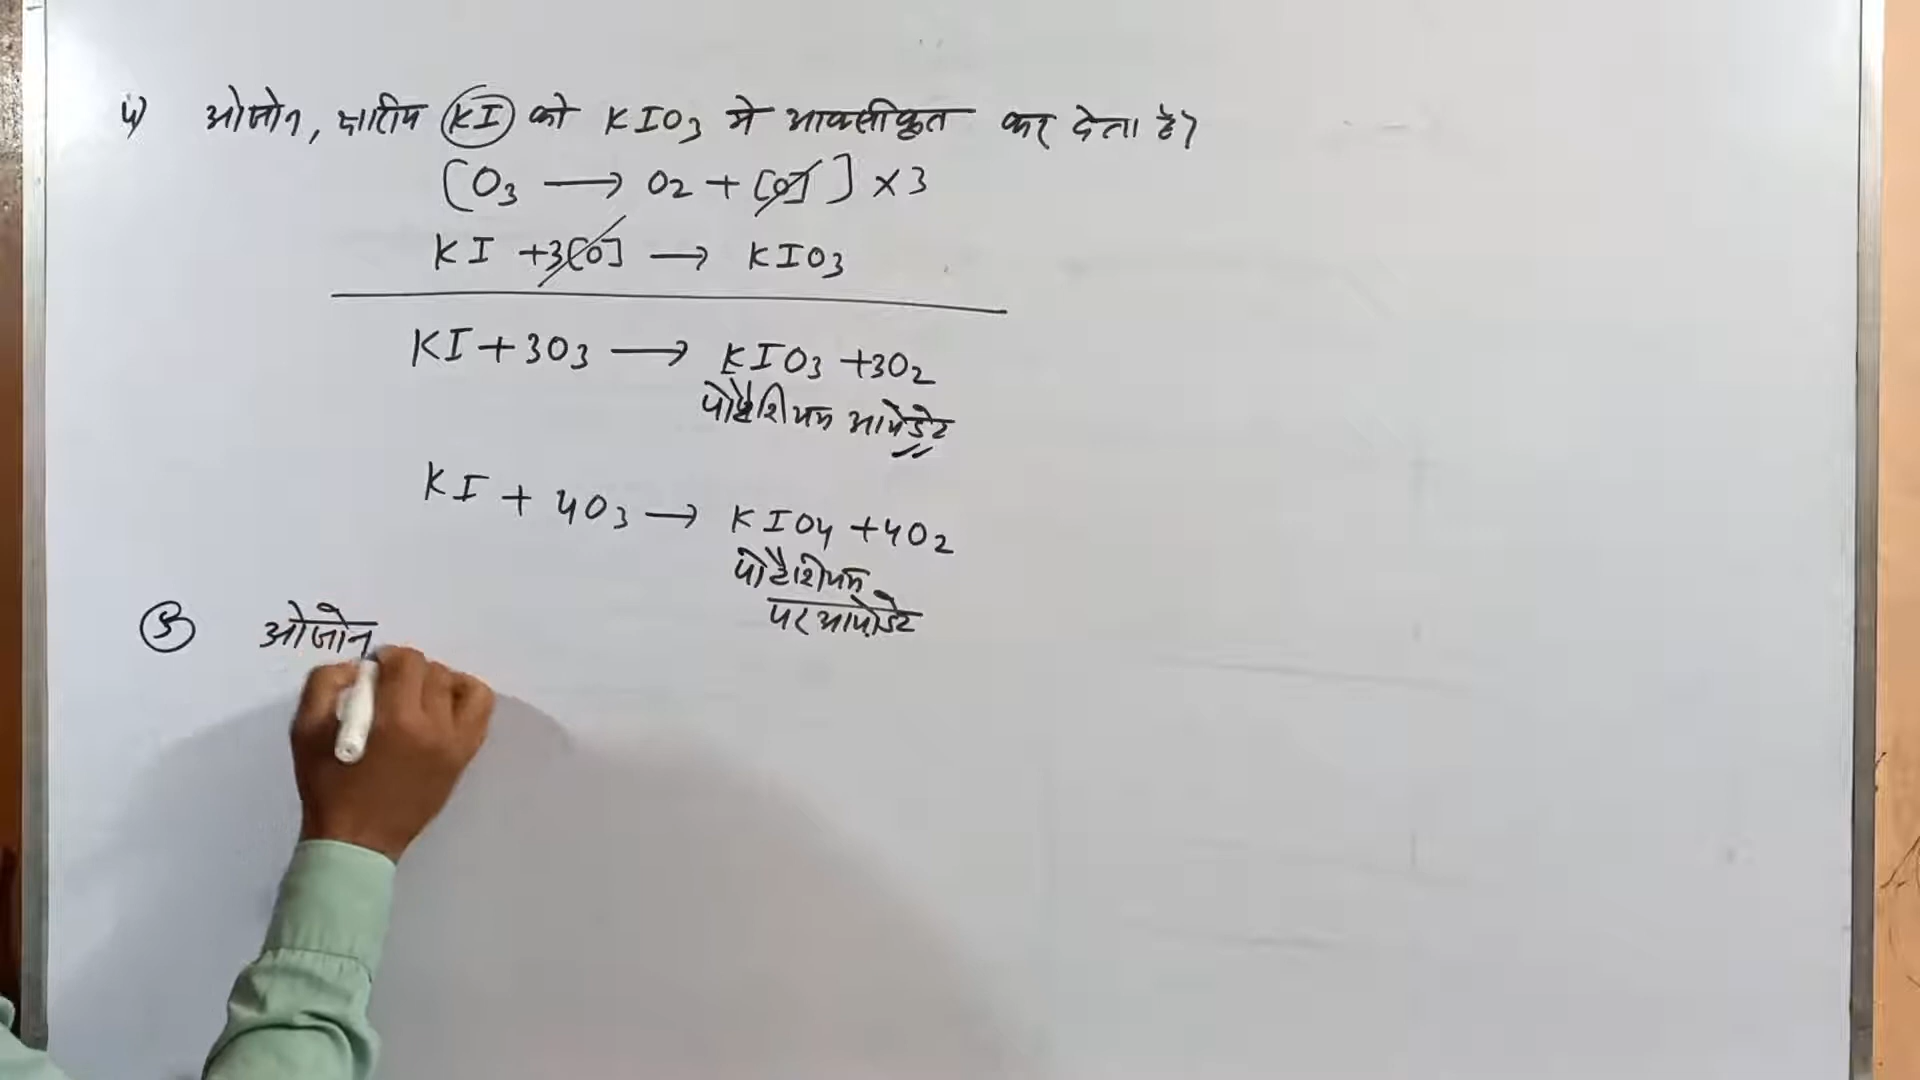 4) ओजोन, क्षारीय KI को KIO₃ मे आक्सीकृत कर देता है।
[O₃ ⟶ O₂ + [O] ] × 3
KI + 3[O] ⟶ KIO₃
KI + 3O₃ ⟶ KIO₃ + 3O₂
पोटैशियम आयोडेट
KI + 4O₃ ⟶ KIO₄ + 4O₂
पोटैशियम
पर आयोडेट
5 ओजोन